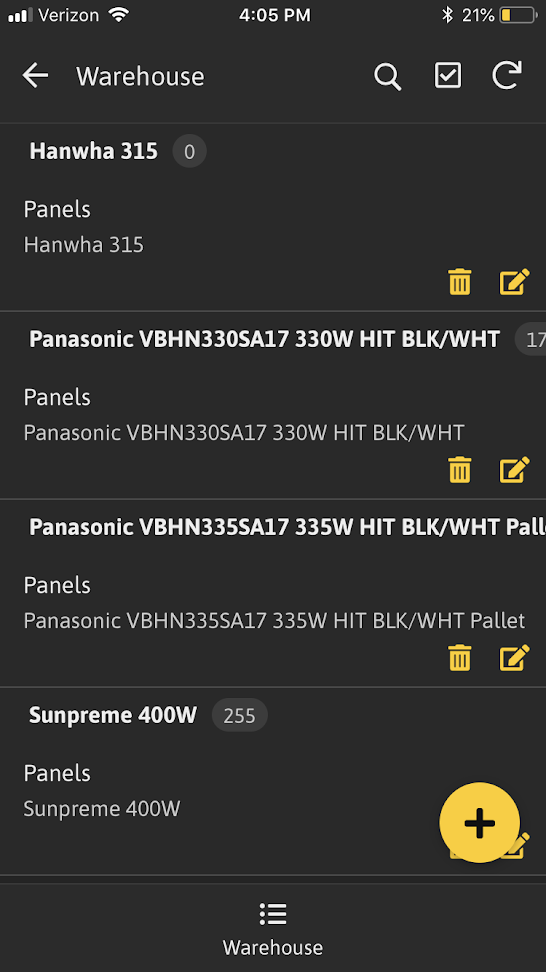 Verizon 4:05 PM 21%
Warehouse
Hanwha 315 0
Panels
Hanwha 315
Panasonic VBHN330SA17 330W HIT BLK/WHT 17
Panels
Panasonic VBHN330SA17 330W HIT BLK/WHT
Panasonic VBHN335SA17 335W HIT BLK/WHT Pall
Panels
Panasonic VBHN335SA17 335W HIT BLK/WHT Pallet
Sunpreme 400W 255
Panels
Sunpreme 400W
Warehouse